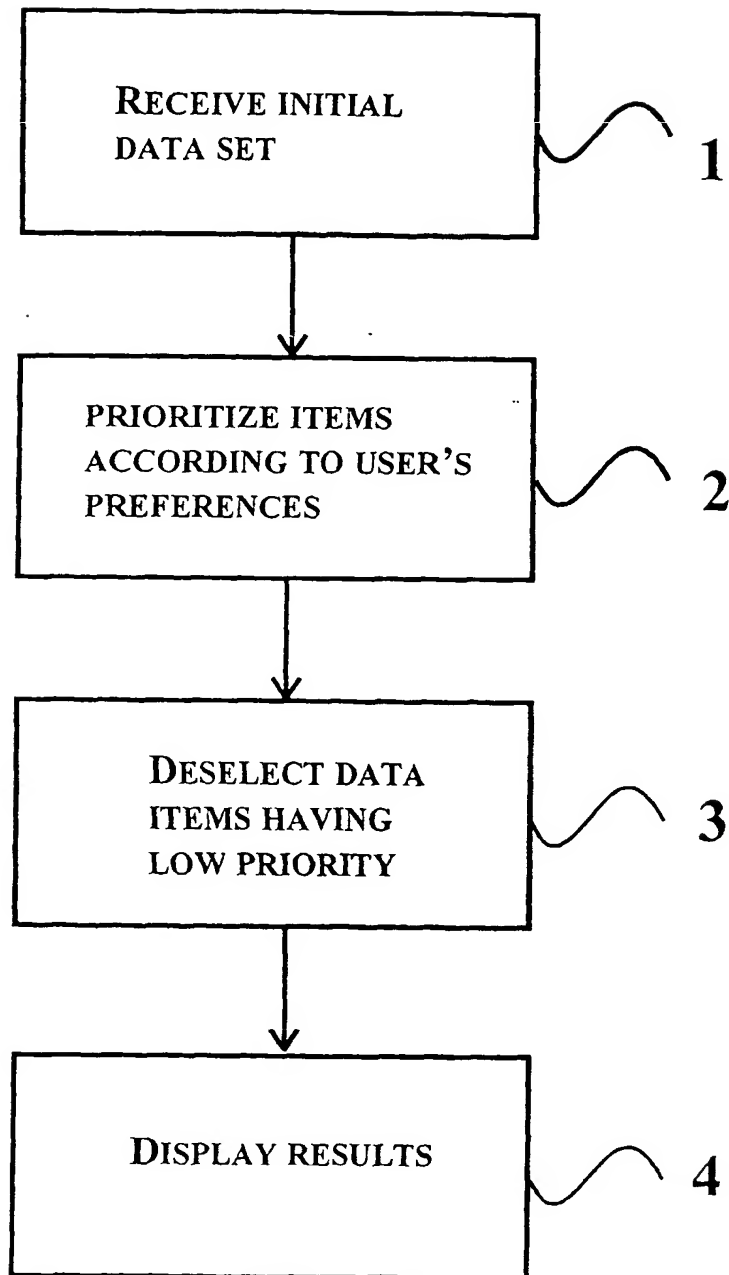 RECEIVE INITIAL
DATA SET
1
PRIORITIZE ITEMS
ACCORDING TO USER'S
PREFERENCES
2
DESELECT DATA
ITEMS HAVING
LOW PRIORITY
3
DISPLAY RESULTS
4